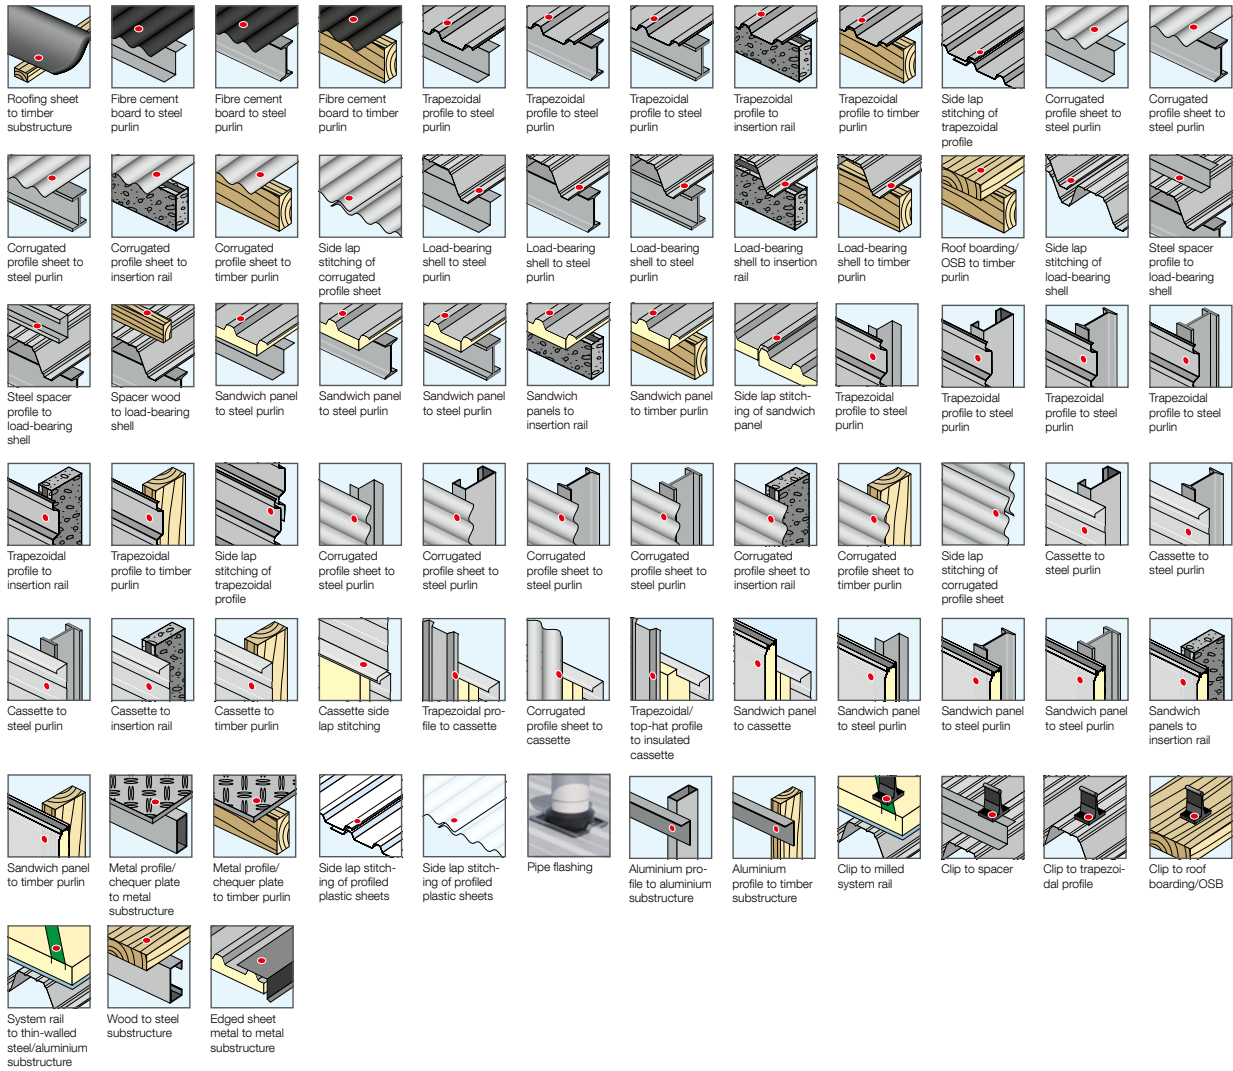 Roofing sheet
to timber
substructure
Fibre cement
board to steel
purlin
Fibre cement
board to steel
purlin
Fibre cement
board to timber
purlin
Trapezoidal
profile to steel
purlin
Trapezoidal
profile to steel
purlin
Trapezoidal
profile to steel
purlin
Trapezoidal
profile to
insertion rail
Trapezoidal
profile to timber
purlin
Side lap
stitching of
trapezoidal
profile
Corrugated
profile sheet to
steel purlin
Corrugated
profile sheet to
steel purlin
Corrugated
profile sheet to
steel purlin
Corrugated
profile sheet to
insertion rail
Corrugated
profile sheet to
timber purlin
Side lap
stitching of
corrugated
profile sheet
Load-bearing
shell to steel
purlin
Load-bearing
shell to steel
purlin
Load-bearing
shell to steel
purlin
Load-bearing
shell to insertion
rail
Load-bearing
shell to timber
purlin
Roof boarding/
OSB to timber
purlin
Side lap
stitching of
load-bearing
shell
Steel spacer
profile to
load-bearing
shell
Steel spacer
profile to
load-bearing
shell
Spacer wood
to load-bearing
shell
Sandwich panel
to steel purlin
Sandwich panel
to steel purlin
Sandwich panel
to steel purlin
Sandwich
panels to
insertion rail
Sandwich panel
to timber purlin
Side lap stitch-
ing of sandwich
panel
Trapezoidal
profile to steel
purlin
Trapezoidal
profile to steel
purlin
Trapezoidal
profile to steel
purlin
Trapezoidal
profile to steel
purlin
Trapezoidal
profile to
insertion rail
Trapezoidal
profile to timber
purlin
Side lap
stitching of
trapezoidal
profile
Corrugated
profile sheet to
steel purlin
Corrugated
profile sheet to
steel purlin
Corrugated
profile sheet to
steel purlin
Corrugated
profile sheet to
steel purlin
Corrugated
profile sheet to
insertion rail
Corrugated
profile sheet to
timber purlin
Side lap
stitching of
corrugated
profile sheet
Cassette to
steel purlin
Cassette to
steel purlin
Cassette to
steel purlin
Cassette to
insertion rail
Cassette to
timber purlin
Cassette side
lap stitching
Trapezoidal pro-
file to cassette
Corrugated
profile sheet to
cassette
Trapezoidal/
top-hat profile
to insulated
cassette
Sandwich panel
to cassette
Sandwich panel
to steel purlin
Sandwich panel
to steel purlin
Sandwich panel
to steel purlin
Sandwich
panels to
insertion rail
Sandwich panel
to timber purlin
Metal profile/
chequer plate
to metal
substructure
Metal profile/
chequer plate
to timber purlin
Side lap stitch-
ing of profiled
plastic sheets
Side lap stitch-
ing of profiled
plastic sheets
Pipe flashing
Aluminium pro-
file to aluminium
substructure
Aluminium
profile to timber
substructure
Clip to milled
system rail
Clip to spacer
Clip to trapezoi-
dal profile
Clip to roof
boarding/OSB
System rail
to thin-walled
steel/aluminium
substructure
Wood to steel
substructure
Edged sheet
metal to metal
substructure